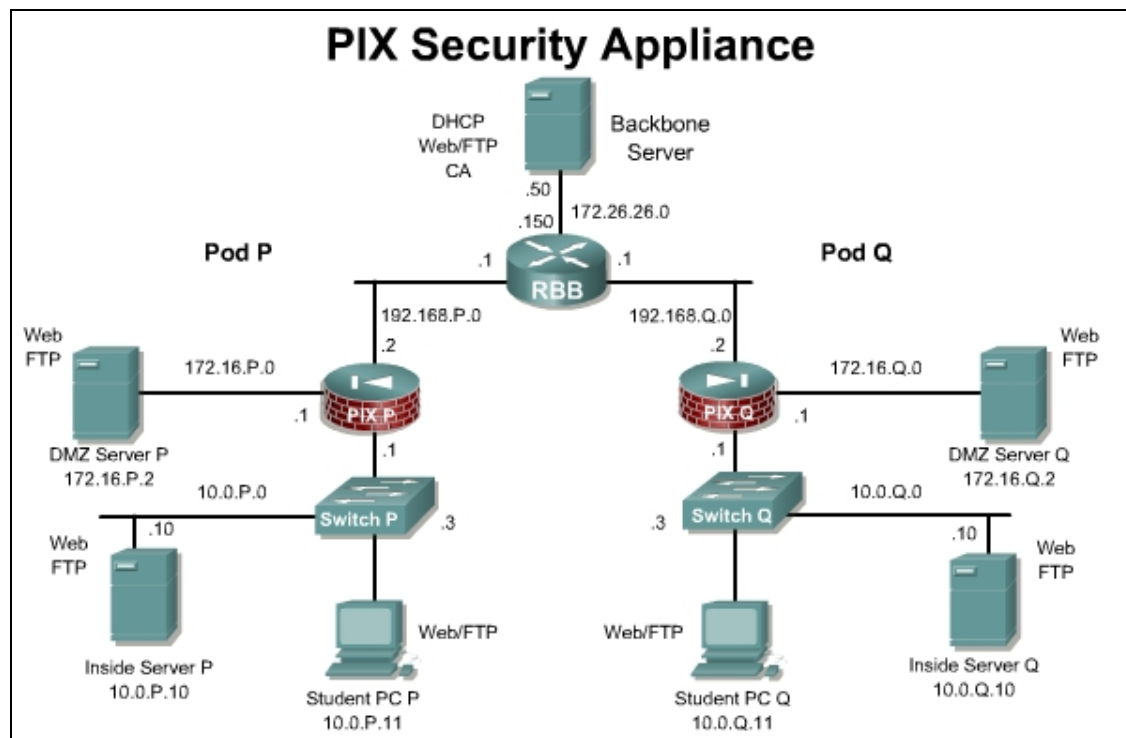 PIX Security Appliance
DHCP
Web/FTP
CA
Backbone
Server
.50
.150
172.26.26.0
Pod P
Pod Q
.1
RBB
.1
192.168.P.0
192.168.Q.0
.2
.2
Web
FTP
172.16.P.0
PIX P
.1
DMZ Server P
172.16.P.2
172.16.Q.0
PIX Q
.1
Web
FTP
DMZ Server Q
172.16.Q.2
.1
.1
10.0.P.0
Switch P
.3
.3
Switch Q
10.0.Q.0
.10
Web
FTP
Inside Server P
10.0.P.10
Web/FTP
Student PC P
10.0.P.11
Web/FTP
Student PC Q
10.0.Q.11
.10
Web
FTP
Inside Server Q
10.0.Q.10